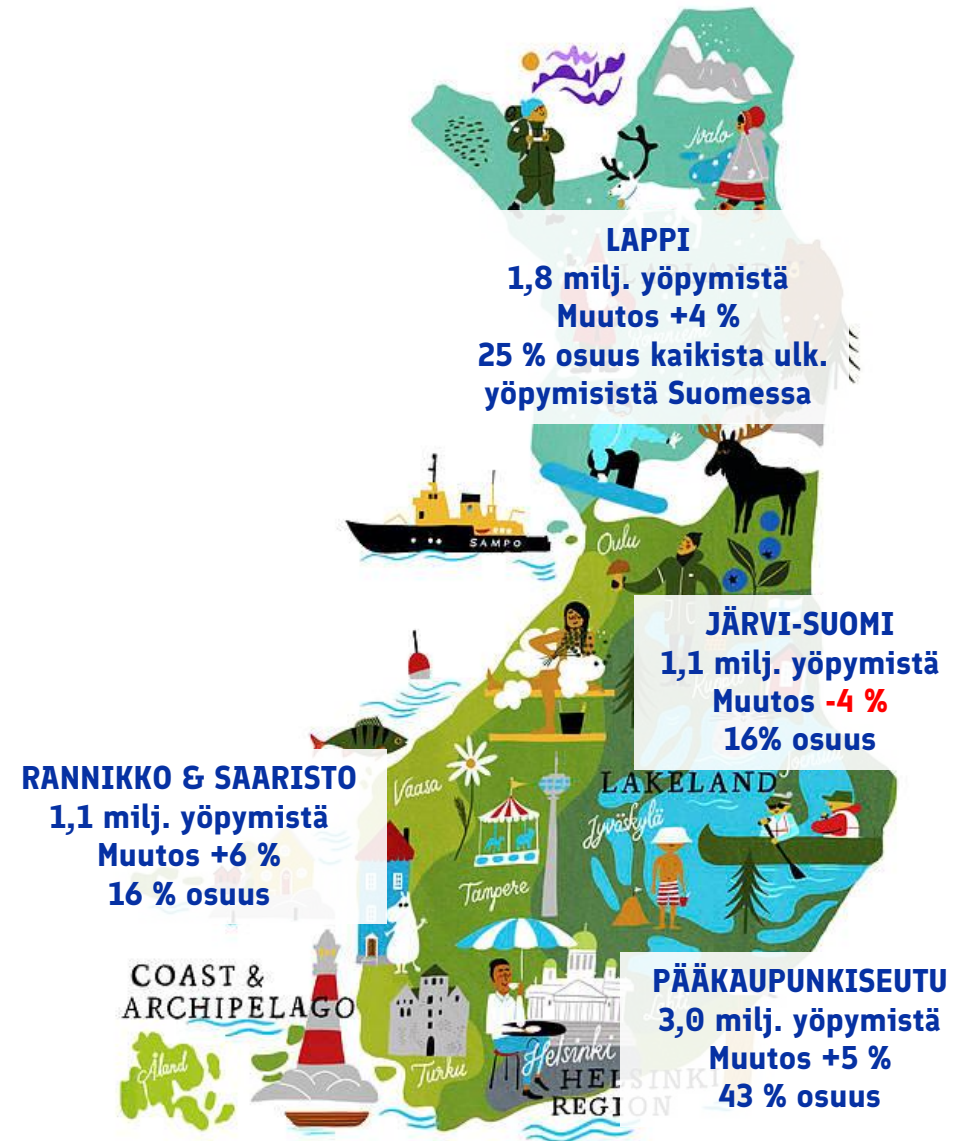 Ivalo
LAPPI
1,8 milj. yöpymistä
Muutos +4 %
25 % osuus kaikista ulk.
yöpymisistä Suomessa
SAMPO
Oulu
JÄRVI-SUOMI
1,1 milj. yöpymistä
Muutos -4 %
16% osuus
RANNIKKO & SAARISTO
1,1 milj. yöpymistä
Muutos +6 %
16 % osuus
Vaasa
LAKELAND
Jyväskylä
Tampere
COAST &
ARCHIPELAGO
Åland
Turku
Helsinki
HELSINKI
REGION
PÄÄKAUPUNKISEUTU
3,0 milj. yöpymistä
Muutos +5 %
43 % osuus